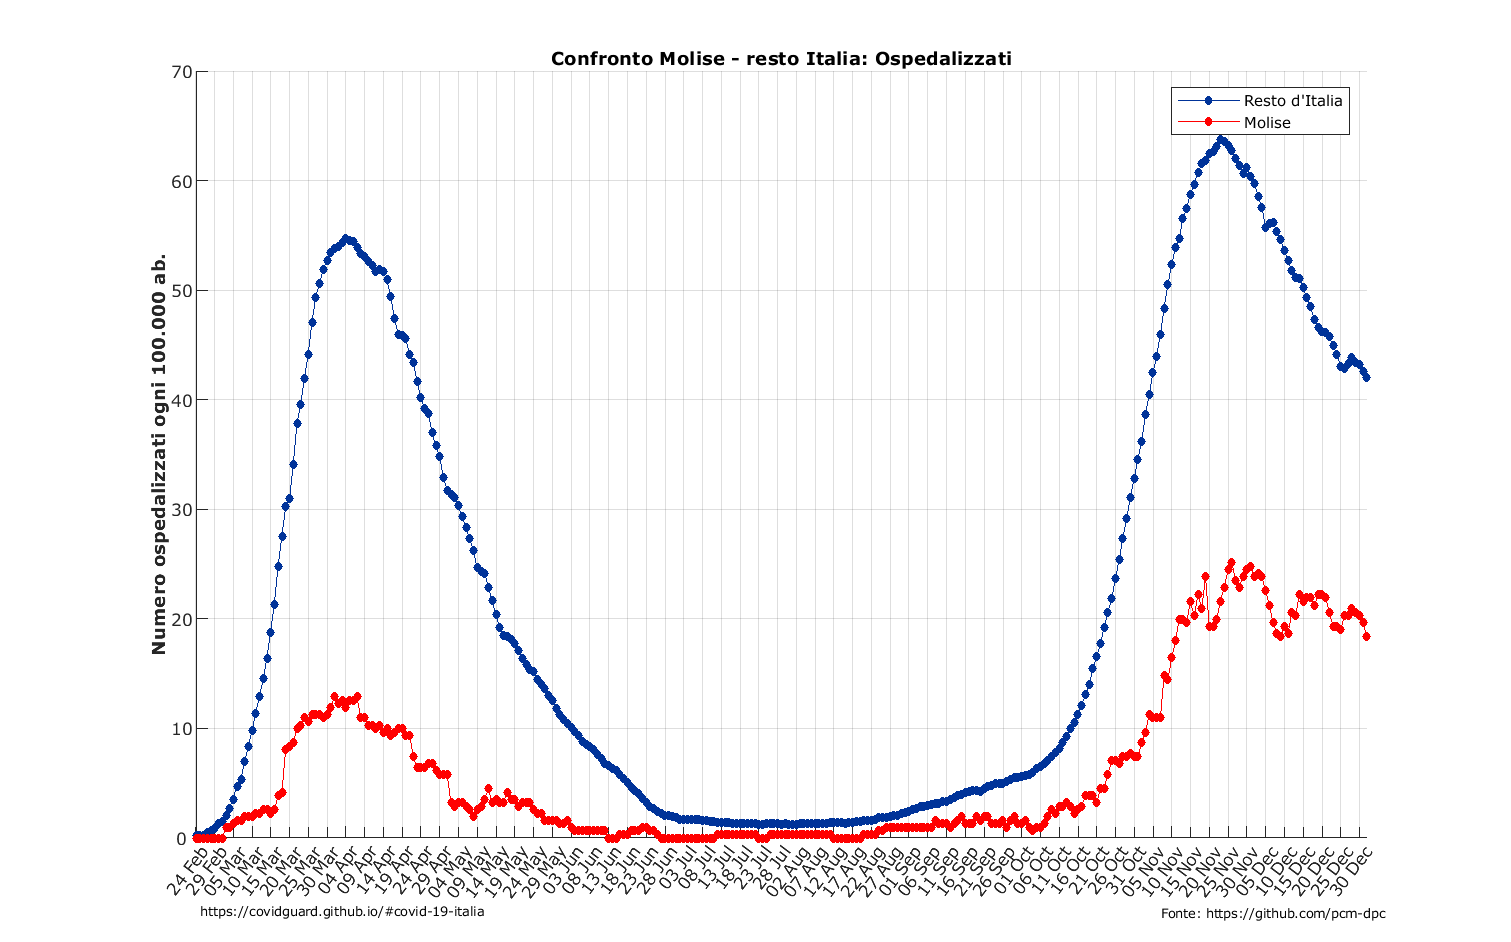 Confronto Molise - resto Italia: Ospedalizzati
70
60
50
40
30
20
10
0
Numero ospedalizzati ogni 100.000 ab.
Resto d'Italia
Molise
24 Feb
29 Feb
05 Mar
10 Mar
15 Mar
20 Mar
25 Mar
30 Mar
04 Apr
09 Apr
14 Apr
19 Apr
24 Apr
29 Apr
04 May
09 May
14 May
19 May
24 May
29 May
03 Jun
08 Jun
13 Jun
18 Jun
23 Jun
28 Jun
03 Jul
08 Jul
13 Jul
18 Jul
23 Jul
28 Jul
02 Aug
07 Aug
12 Aug
17 Aug
22 Aug
27 Aug
01 Sep
06 Sep
11 Sep
16 Sep
21 Sep
26 Sep
01 Oct
06 Oct
11 Oct
16 Oct
21 Oct
26 Oct
31 Oct
05 Nov
10 Nov
15 Nov
20 Nov
25 Nov
30 Nov
05 Dec
10 Dec
15 Dec
20 Dec
25 Dec
30 Dec
https://covidguard.github.io/#covid-19-italia
Fonte: https://github.com/pcm-dpc